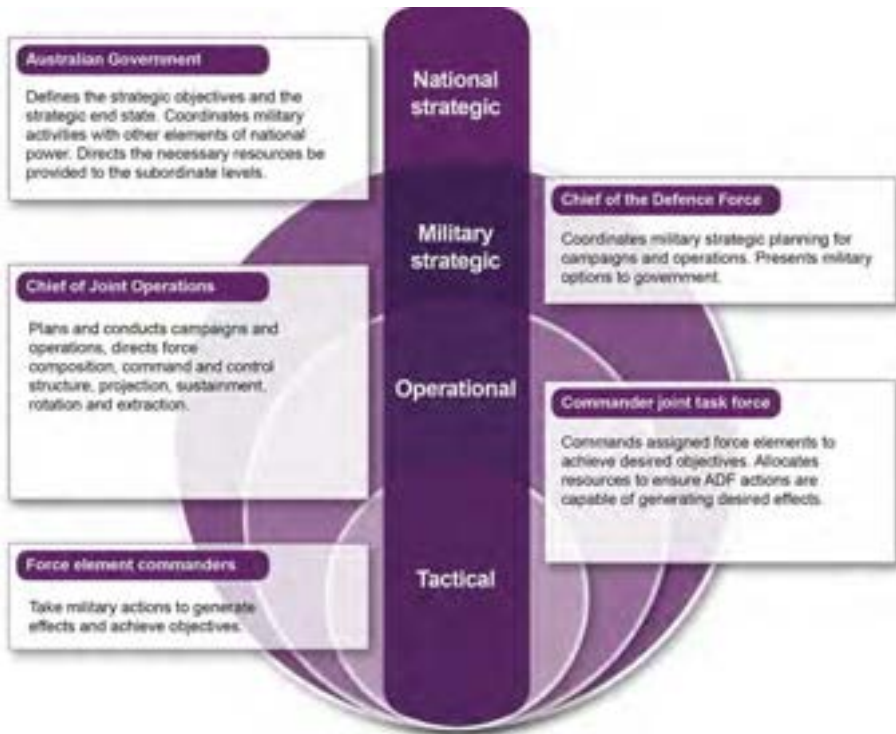 National
strategic
Australian Government
Defines the strategic objectives and the
strategic end state. Coordinates military
activities with other elements of national
power. Directs the necessary resources be
provided to the subordinate levels.
Military
strategic
Chief of the Defence Force
Coordinates military strategic planning for
campaigns and operations. Presents military
options to government.
Chief of Joint Operations
Plans and conducts campaigns and
operations, directs force
composition, command and control
structure, projection, sustainment,
rotation and extraction.
Operational
Commander joint task force
Commands assigned force elements to
achieve desired objectives. Allocates
resources to ensure ADF actions are
capable of generating desired effects.
Force element commanders
Take military actions to generate
effects and achieve objectives.
Tactical